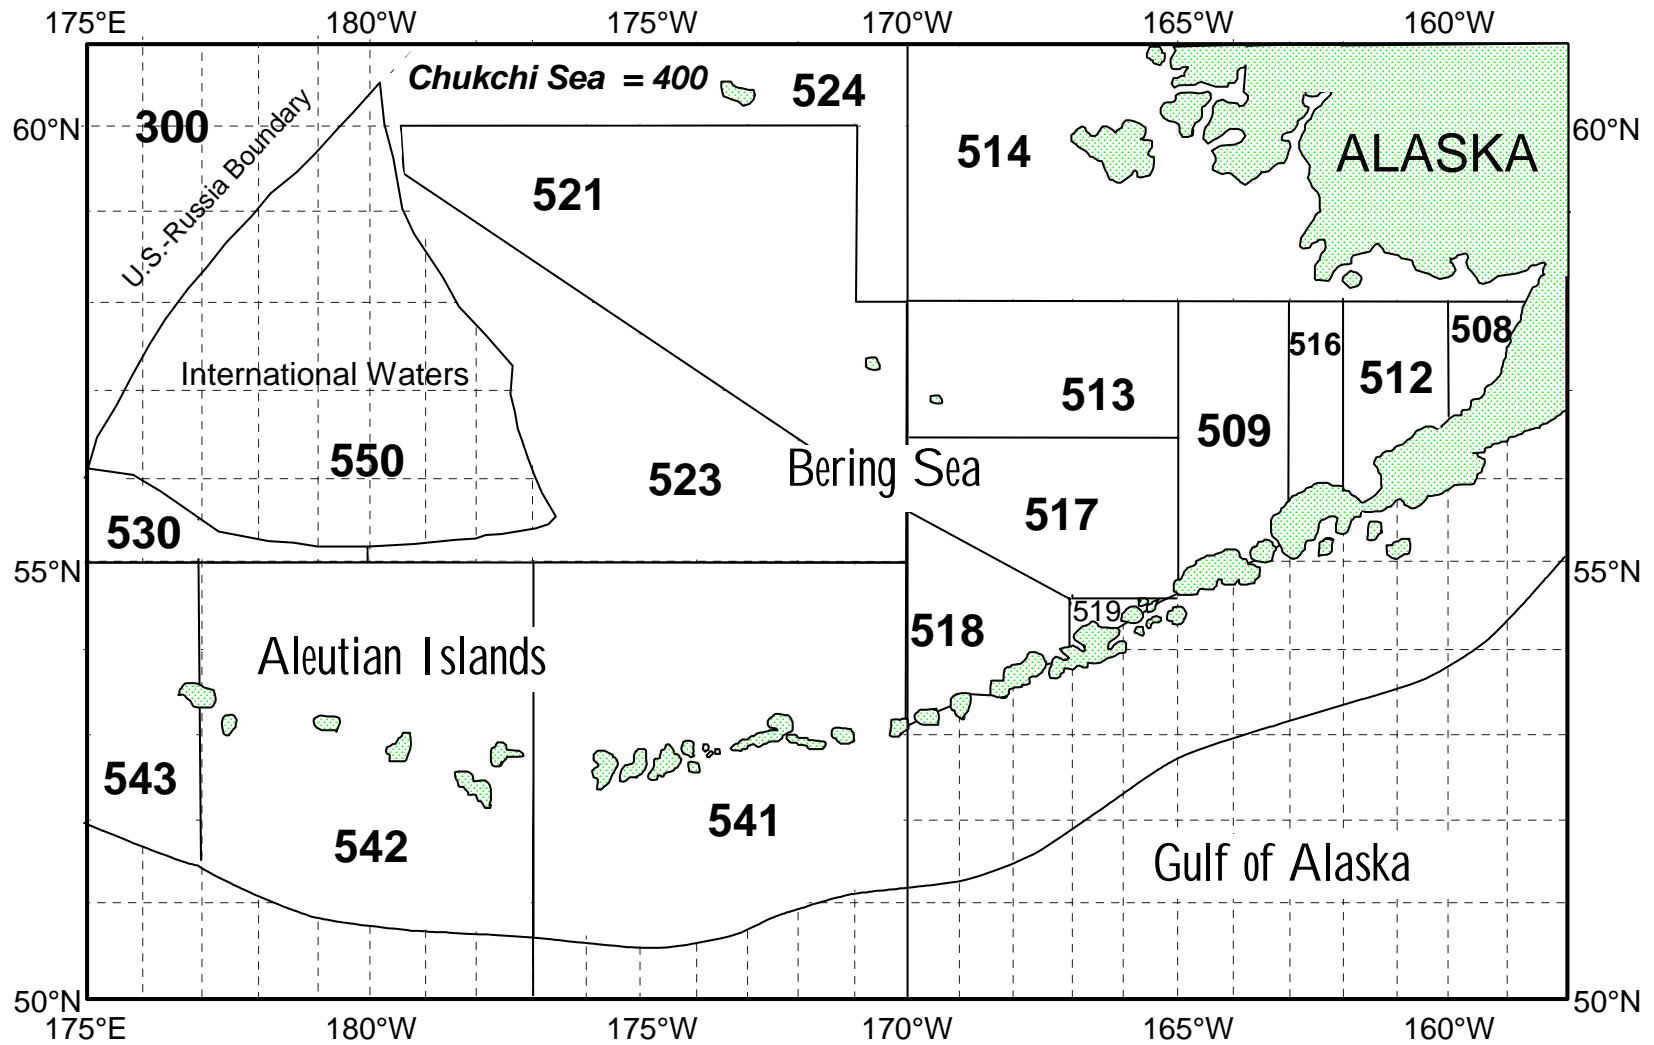 175°E 180°W 175°W 170°W 165°W 160°W
Chukchi Sea = 400
524
300
60°N
60°N
U.S.-Russia Boundary
514
ALASKA
521
508
516
International Waters
512
513
509
550
Bering Sea
523
517
530
55°N
55°N
519
518
Aleutian Islands
543
541
542
Gulf of Alaska
50°N
50°N
175°E 180°W 175°W 170°W 165°W 160°W